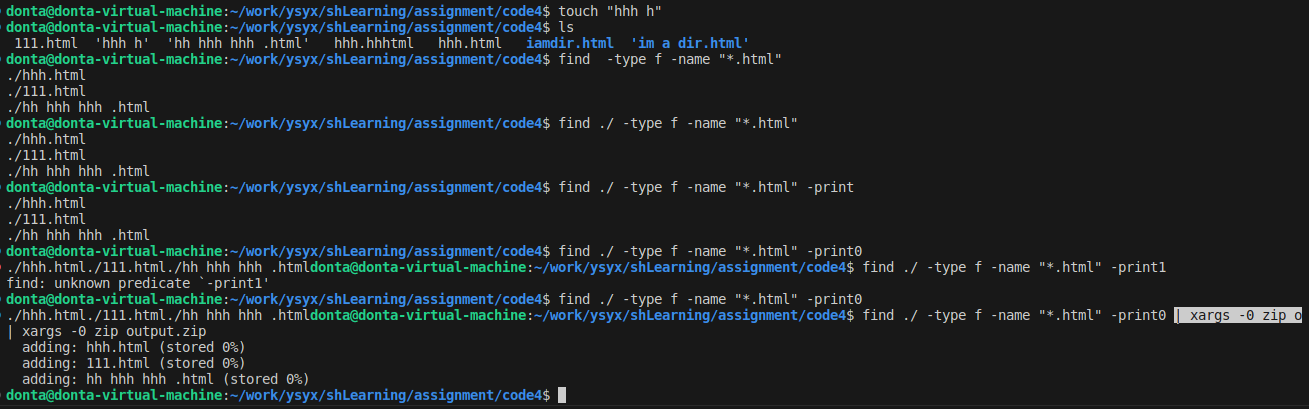 donta@donta-virtual-machine:~/work/ysyx/shLearning/assignment/code4$ touch "hhh h"
donta@donta-virtual-machine:~/work/ysyx/shLearning/assignment/code4$ ls
 111.html  'hhh h'  'hh hhh hhh .html'   hhh.hhhtml   hhh.html   iamdir.html  'im a dir.html'
donta@donta-virtual-machine:~/work/ysyx/shLearning/assignment/code4$ find  -type f -name "*.html"
./hhh.html
./111.html
./hh hhh hhh .html
donta@donta-virtual-machine:~/work/ysyx/shLearning/assignment/code4$ find ./ -type f -name "*.html"
./hhh.html
./111.html
./hh hhh hhh .html
donta@donta-virtual-machine:~/work/ysyx/shLearning/assignment/code4$ find ./ -type f -name "*.html" -print
./hhh.html
./111.html
./hh hhh hhh .html
donta@donta-virtual-machine:~/work/ysyx/shLearning/assignment/code4$ find ./ -type f -name "*.html" -print0
./hhh.html./111.html./hh hhh hhh .htmldonta@donta-virtual-machine:~/work/ysyx/shLearning/assignment/code4$ find ./ -type f -name "*.html" -print1
find: unknown predicate `-print1'
donta@donta-virtual-machine:~/work/ysyx/shLearning/assignment/code4$ find ./ -type f -name "*.html" -print0
./hhh.html./111.html./hh hhh hhh .htmldonta@donta-virtual-machine:~/work/ysyx/shLearning/assignment/code4$ find ./ -type f -name "*.html" -print0 | xargs -0 zip o
| xargs -0 zip output.zip
  adding: hhh.html (stored 0%)
  adding: 111.html (stored 0%)
  adding: hh hhh hhh .html (stored 0%)
donta@donta-virtual-machine:~/work/ysyx/shLearning/assignment/code4$